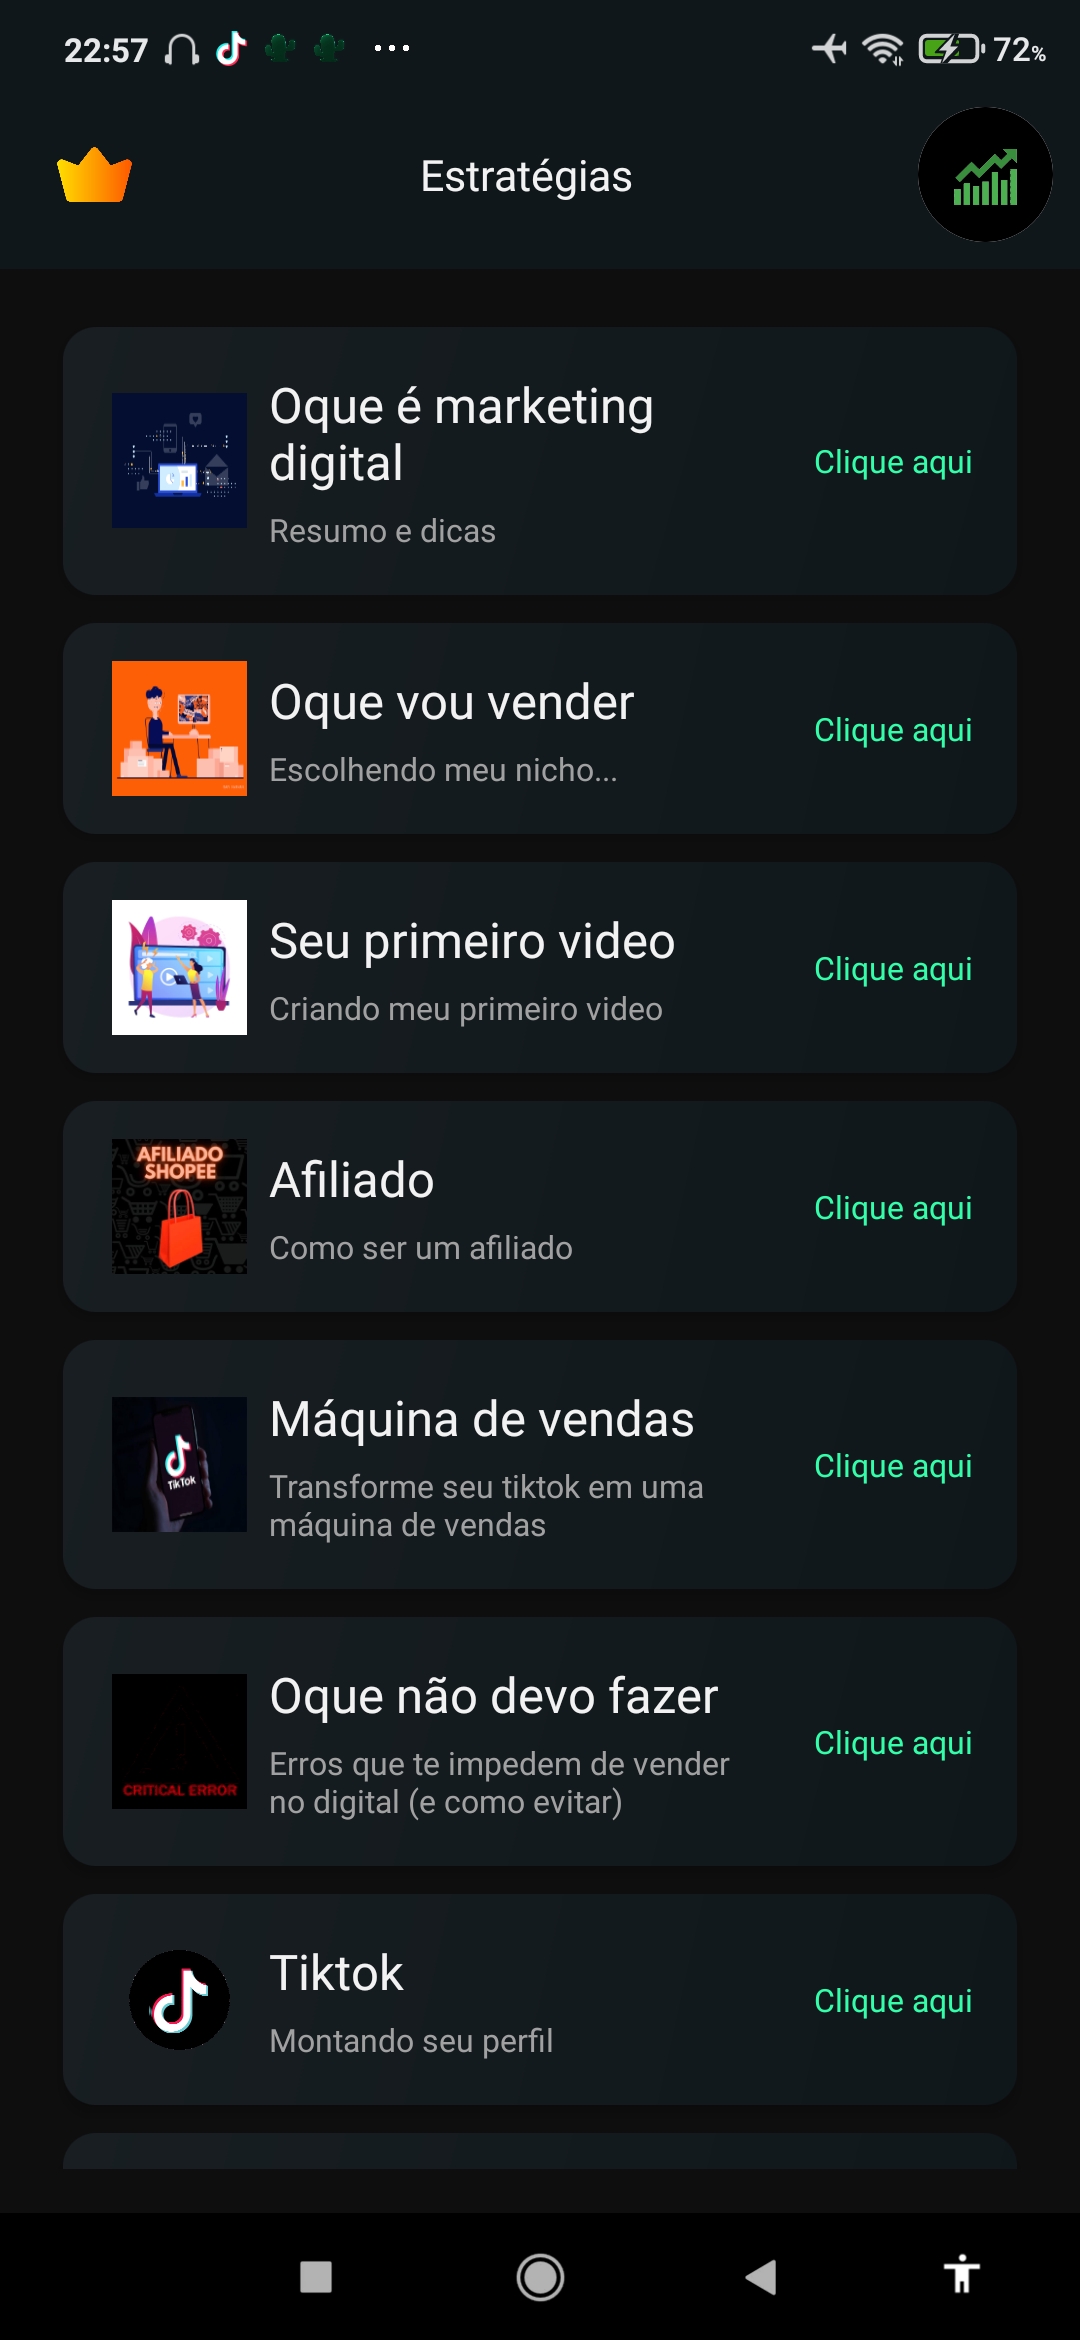 22:57 72%
Estratégias
Oque é marketing
digital
Clique aqui
Resumo e dicas
Oque vou vender
Clique aqui
Escolhendo meu nicho...
Seu primeiro video
Clique aqui
Criando meu primeiro video
AFILIADO
SHOPEE
Afiliado
Clique aqui
Como ser um afiliado
TikTok
Máquina de vendas
Clique aqui
Transforme seu tiktok em uma
máquina de vendas
CRITICAL ERROR
Oque não devo fazer
Clique aqui
Erros que te impedem de vender
no digital (e como evitar)
Tiktok
Clique aqui
Montando seu perfil